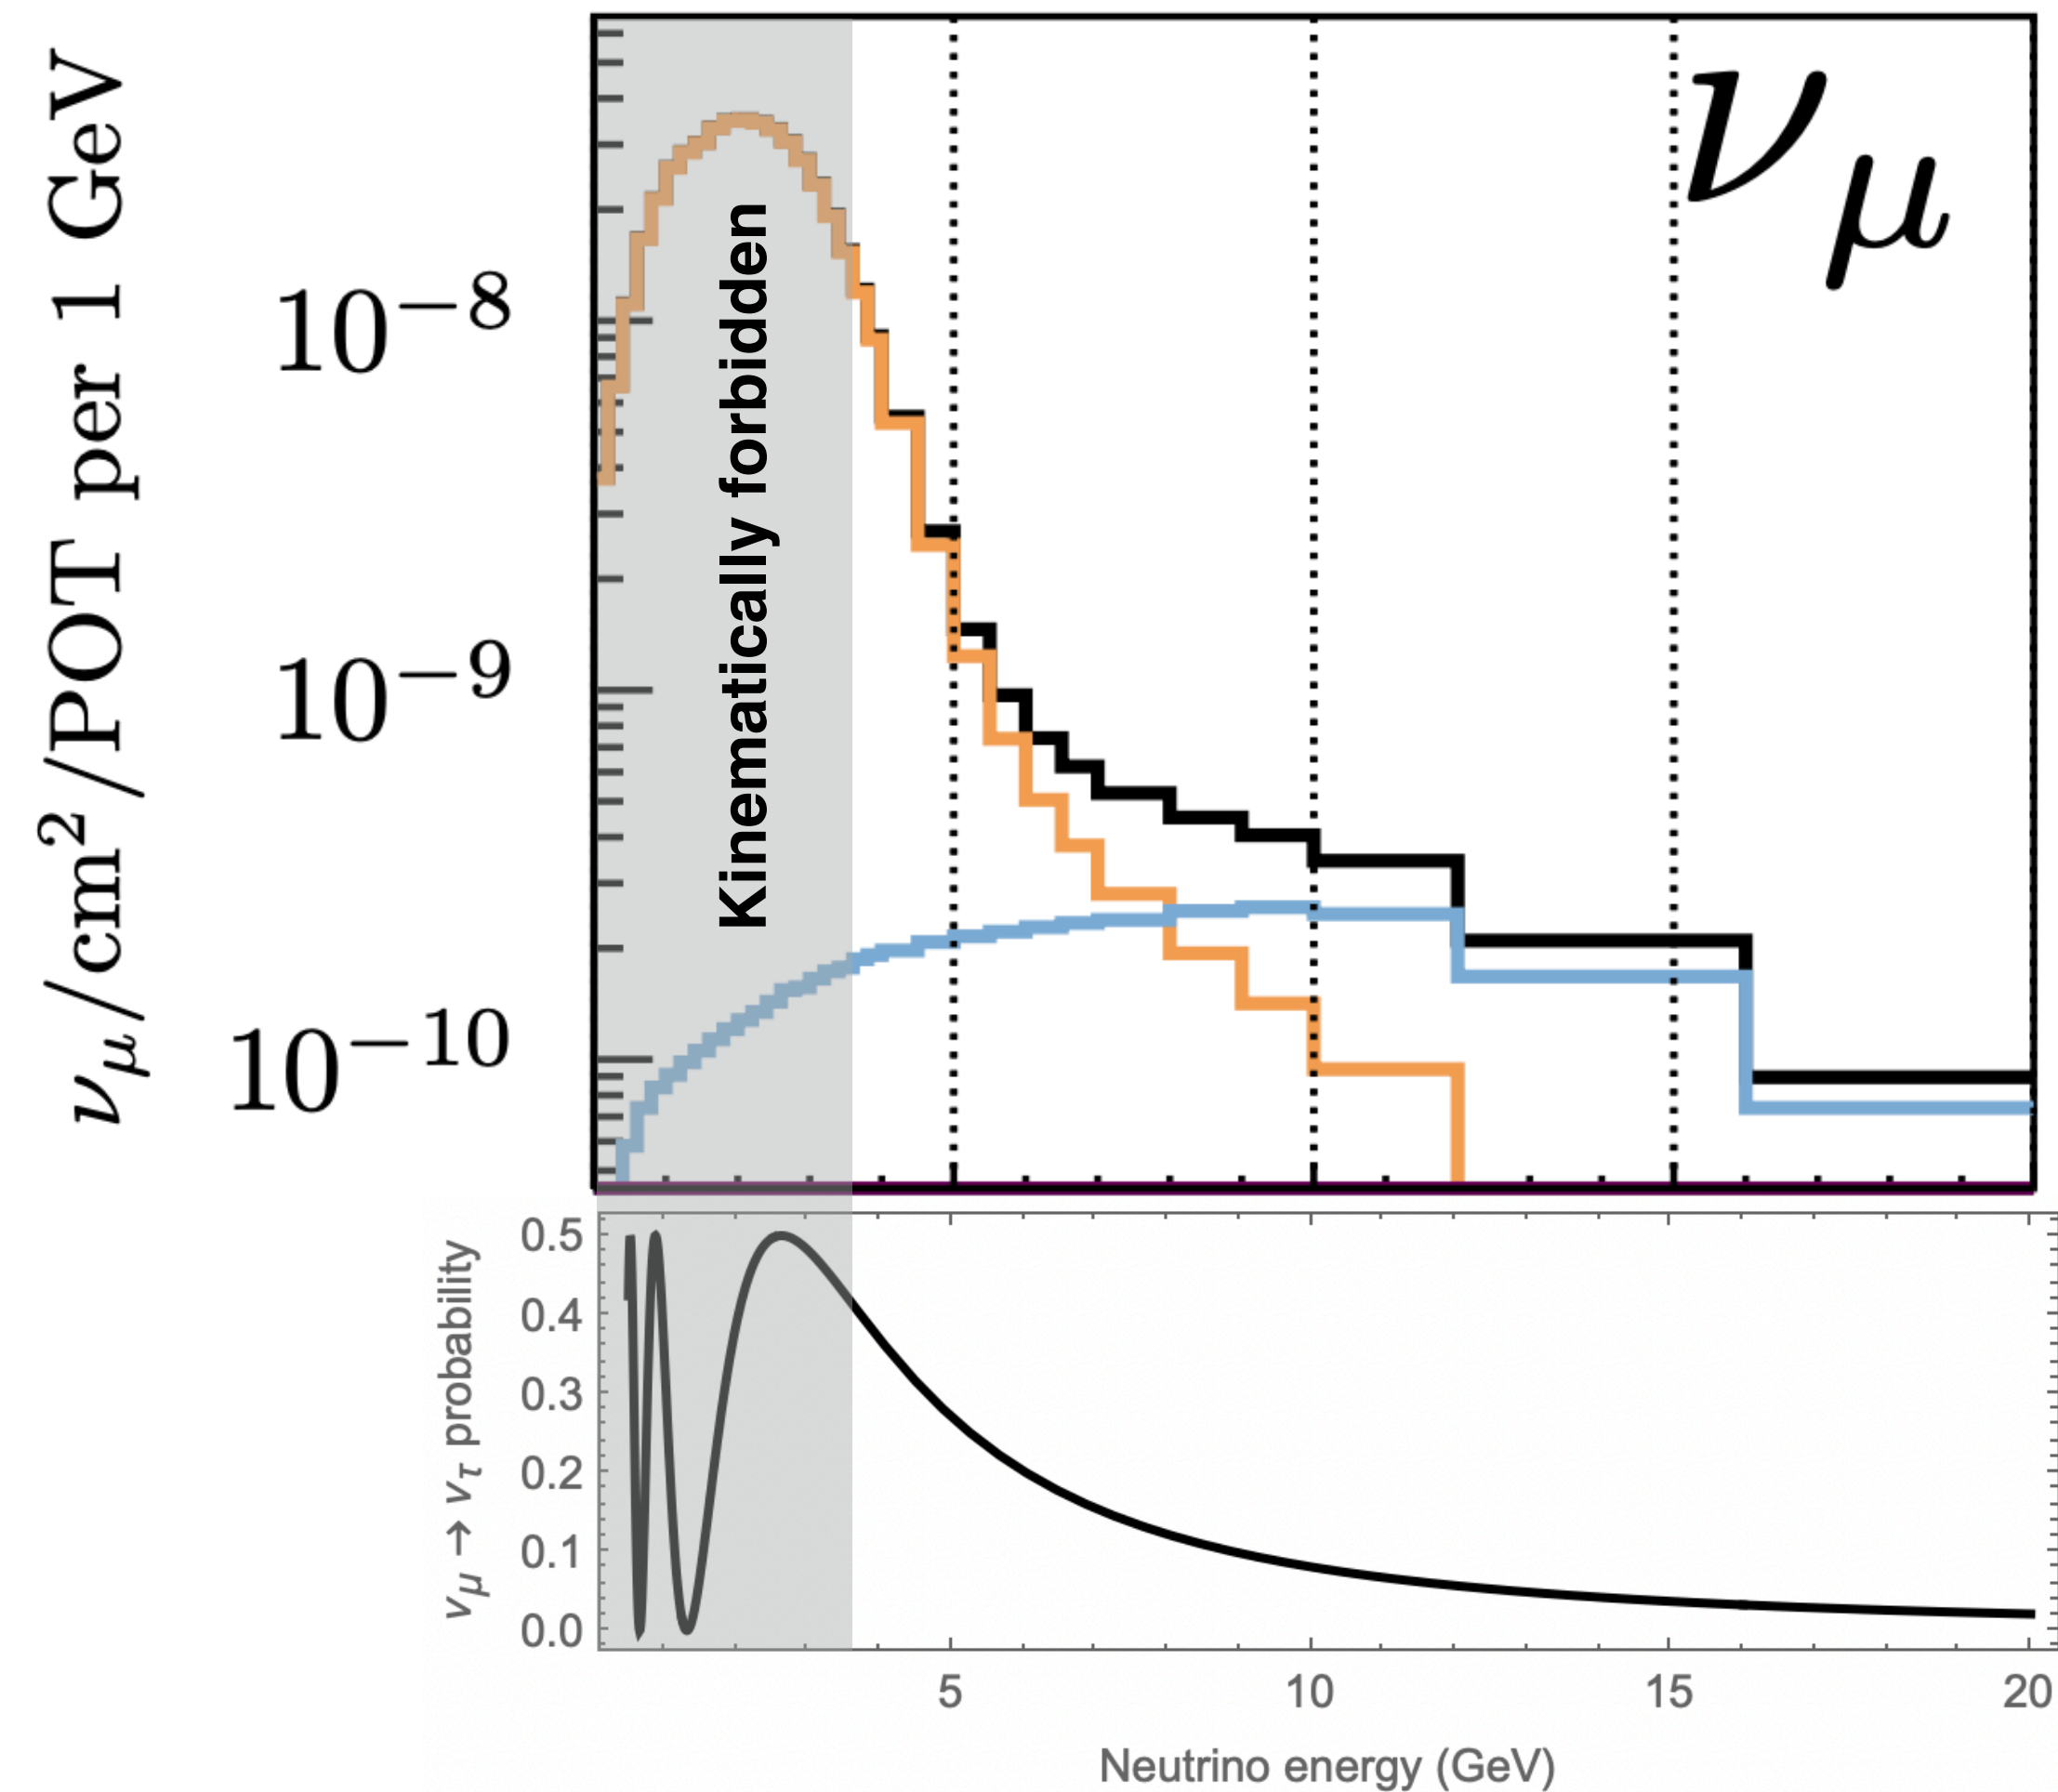 ν_μ/cm²/POT per 1 GeV
10⁻⁸
10⁻⁹
10⁻¹⁰
Kinematically forbidden
ν_μ
ν_μ → ν_τ probability
0.5
0.4
0.3
0.2
0.1
0.0
5 10 15 20
Neutrino energy (GeV)